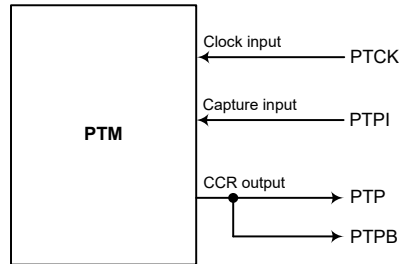 Clock input
PTCK
Capture input
PTPI
PTM
CCR output
PTP
PTPB